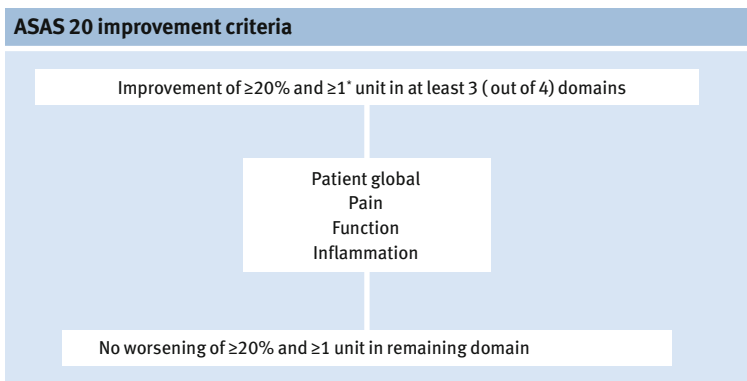 ASAS 20 improvement criteria
Improvement of ≥20% and ≥1* unit in at least 3 ( out of 4) domains
Patient global
Pain
Function
Inflammation
No worsening of ≥20% and ≥1 unit in remaining domain